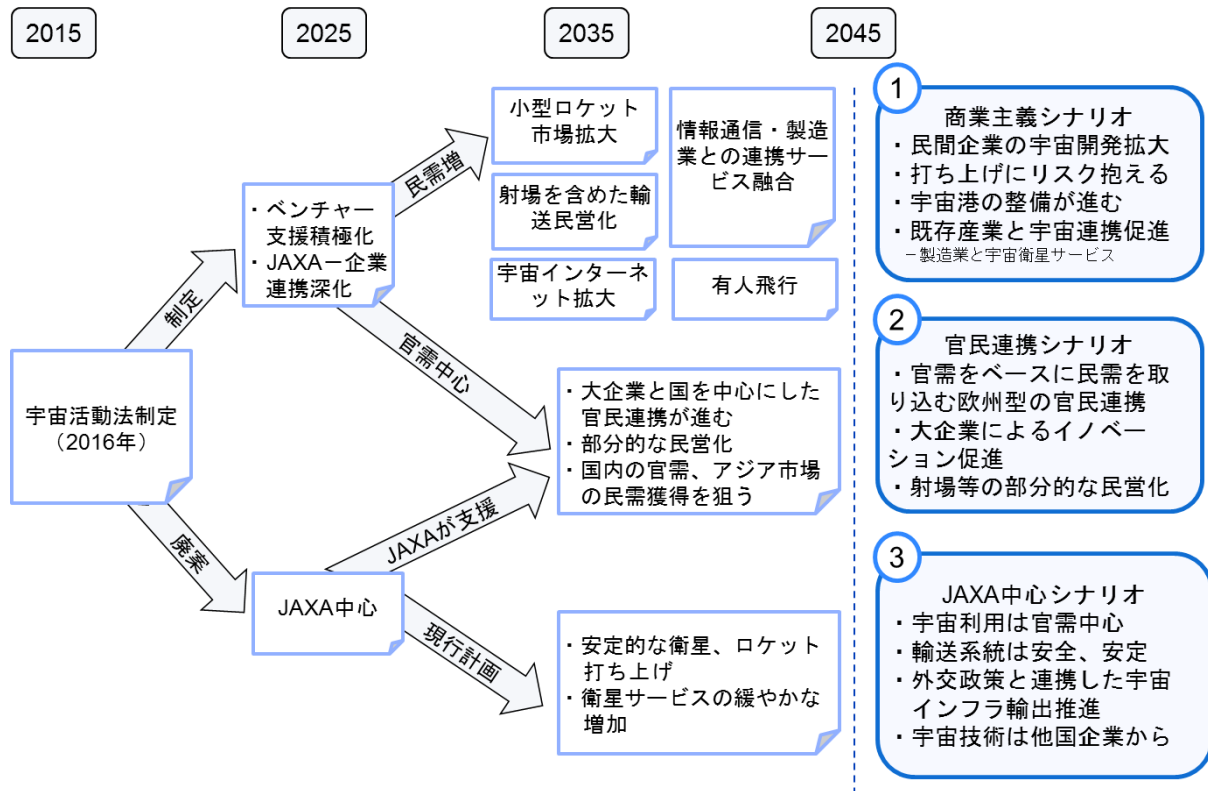 2015
2025
2035
2045
宇宙活動法制定
(2016年)
制定
廃案
・ベンチャー
支援積極化
・JAXA－企業
連携深化
JAXA中心
民需増
官需中心
JAXAが支援
現行計画
小型ロケット
市場拡大
射場を含めた輸
送民営化
宇宙インターネ
ット拡大
情報通信・製造
業との連携サー
ビス融合
有人飛行
・大企業と国を中心にした
官民連携が進む
・部分的な民営化
・国内の官需、アジア市場
の民需獲得を狙う
・安定的な衛星、ロケット
打ち上げ
・衛星サービスの緩やかな
増加
1
商業主義シナリオ
・民間企業の宇宙開発拡大
・打ち上げにリスク抱える
・宇宙港の整備が進む
・既存産業と宇宙連携促進
－製造業と宇宙衛星サービス
2
官民連携シナリオ
・官需をベースに民需を取
り込む欧州型の官民連携
・大企業によるイノベー
ション促進
・射場等の部分的な民営化
3
JAXA中心シナリオ
・宇宙利用は官需中心
・輸送系統は安全、安定
・外交政策と連携した宇宙
インフラ輸出推進
・宇宙技術は他国企業から